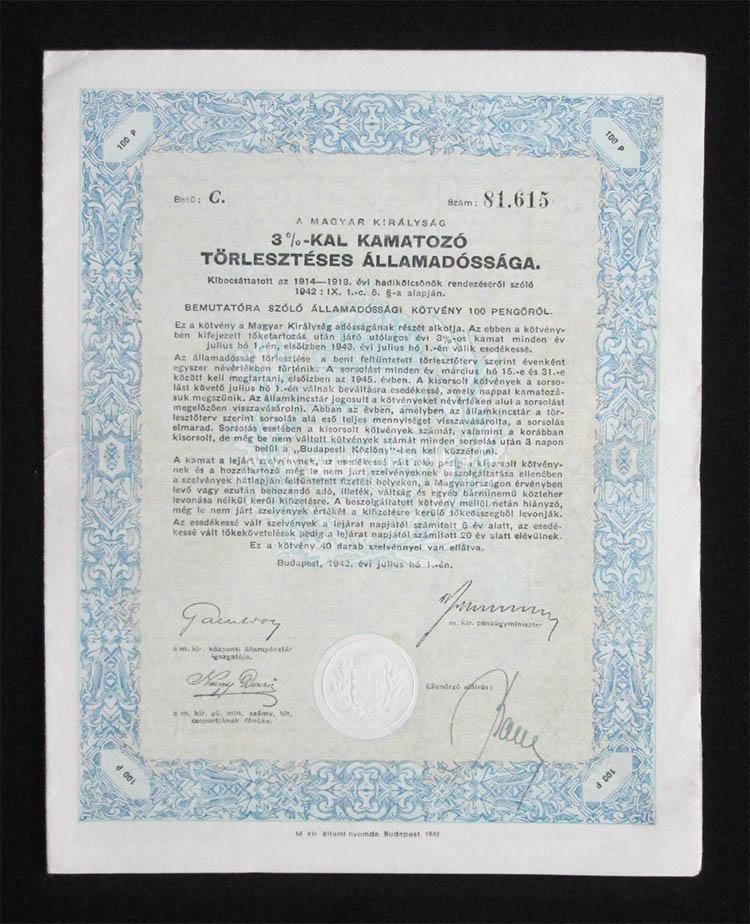 100 P
100 P
Betű: C.
Szám: 81.615
A MAGYAR KIRÁLYSÁG
3%-KAL KAMATOZÓ
TÖRLESZTÉSES ÁLLAMADÓSSÁGA.
Kibocsáttatott az 1914—1918. évi hadikölcsönök rendezéséről szóló
1942: IX. t.-c. 5. §-a alapján.
BEMUTATÓRA SZÓLÓ ÁLLAMADÓSSÁGI KÖTVÉNY 100 PENGŐRŐL.
Ez a kötvény a Magyar Királyság adósságának részét alkotja. Az ebben a kötvény-
ben kifejezett tőketartozás után járó utólagos évi 3%-os kamat minden év
július hó 1.-én, elsőízben 1943. évi július hó 1.-én válik esedékessé.
Az államadósság törlesztése a bent feltüntetett törlesztőterv szerint évenként
egyszer névértékben történik. A sorsolást minden év március hó 15.-e és 31.-e
között kell megtartani, elsőízben az 1945. évben. A kisorsolt kötvények a sorso-
lást követő július hó 1.-én válnak beváltásra esedékessé, amely nappal kamatozá-
suk megszűnik. Az államkincstár jogosult a kötvényeket névértéken alul a sorsolást
megelőzően visszavásárolni. Abban az évben, amelyben az államkincstár a tör-
lesztőterv szerint sorsolás alá eső teljes mennyiséget visszavásárolta, a sorsolás
elmarad. Sorsolás esetében a kisorsolt kötvények számát, valamint a korábban
kisorsolt, de még be nem váltott kötvények számát minden sorsolás után 3 napon
belül a „Budapesti Közlöny"-ben kell közzétenni.
A kamat a lejárt szelvénynek, az esedékessé vált tőke pedig a kisorsolt kötvény-
nek és a hozzátartozó még le nem járt szelvényeknek beszolgáltatása ellenében
a szelvények hátlapján feltüntetett fizetési helyeken, a Magyarországon érvényben
levő vagy ezután behozandó adó, illeték, váltság és egyéb bárminemű közteher
levonása nélkül kerül kifizetésre. A beszolgáltatott kötvény mellől netán hiányzó,
még le nem járt szelvények értékét a kifizetésre kerülő tőkeösszegből levonják.
Az esedékessé vált szelvények a lejárat napjától számított 6 év alatt, az esedé-
kessé vált tőkekövetelések pedig a lejárat napjától számított 20 év alatt elévülnek.
Ez a kötvény 40 darab szelvénnyel van ellátva.
Budapest, 1942. évi július hó 1.-én.
a m. kir. központi állampénztár
igazgatója.
m. kir. pénzügyminiszter
a m. kir. pü. min. számv. hit.
csoportjának főnöke.
Ellenőrző aláírás:
100 P
100 P
M. kir. állami nyomda, Budapest, 1942